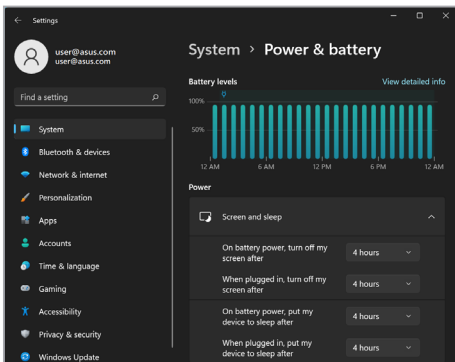 Settings
user@asus.com
user@asus.com
Find a setting
System
Bluetooth & devices
Network & internet
Personalization
Apps
Accounts
Time & language
Gaming
Accessibility
Privacy & security
Windows Update
System > Power & battery
Battery levels
View detailed info
100%
50%
12 AM 6 AM 12 PM 6 PM 12 AM
Power
Screen and sleep
On battery power, turn off my
screen after
4 hours
When plugged in, turn off my
screen after
4 hours
On battery power, put my
device to sleep after
4 hours
When plugged in, put my
device to sleep after
4 hours